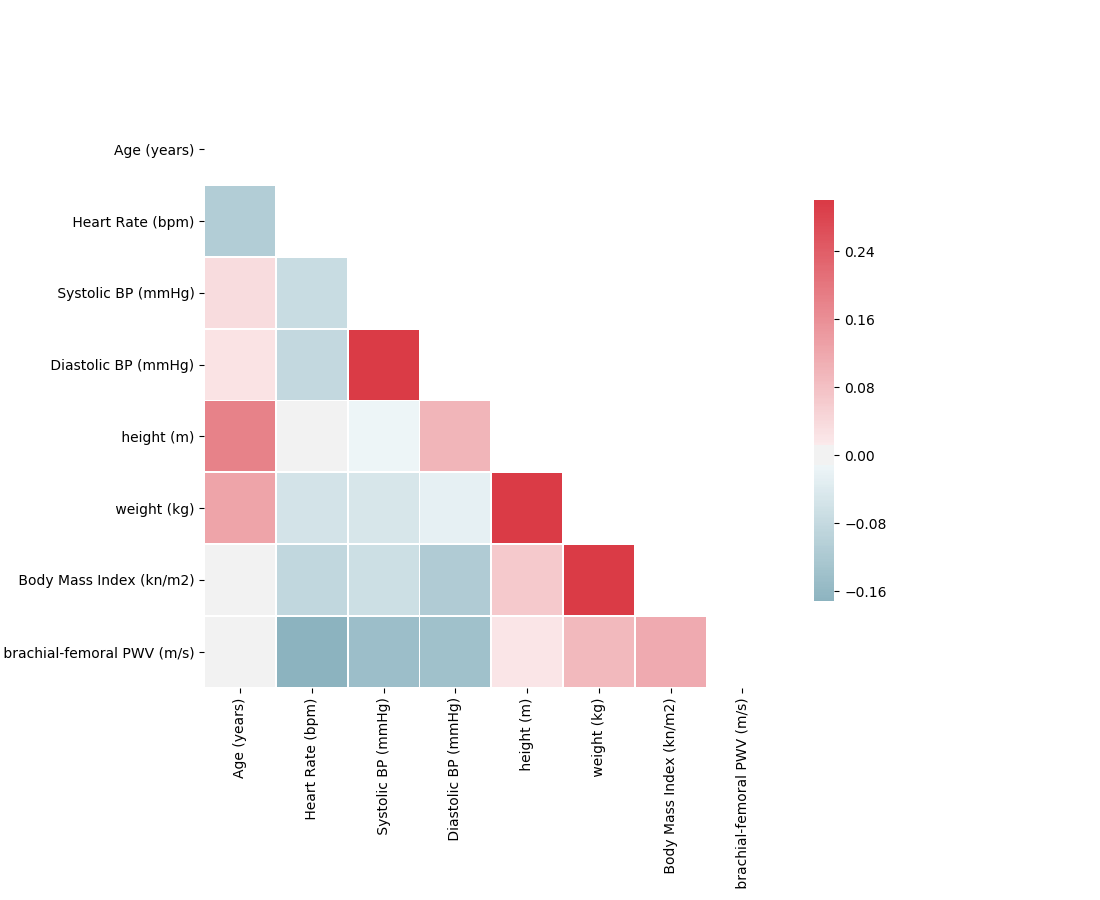 Age (years)
Heart Rate (bpm)
Systolic BP (mmHg)
Diastolic BP (mmHg)
height (m)
weight (kg)
Body Mass Index (kn/m2)
brachial-femoral PWV (m/s)
Age (years)
Heart Rate (bpm)
Systolic BP (mmHg)
Diastolic BP (mmHg)
height (m)
weight (kg)
Body Mass Index (kn/m2)
brachial-femoral PWV (m/s)
0.24
0.16
0.08
0.00
−0.08
−0.16